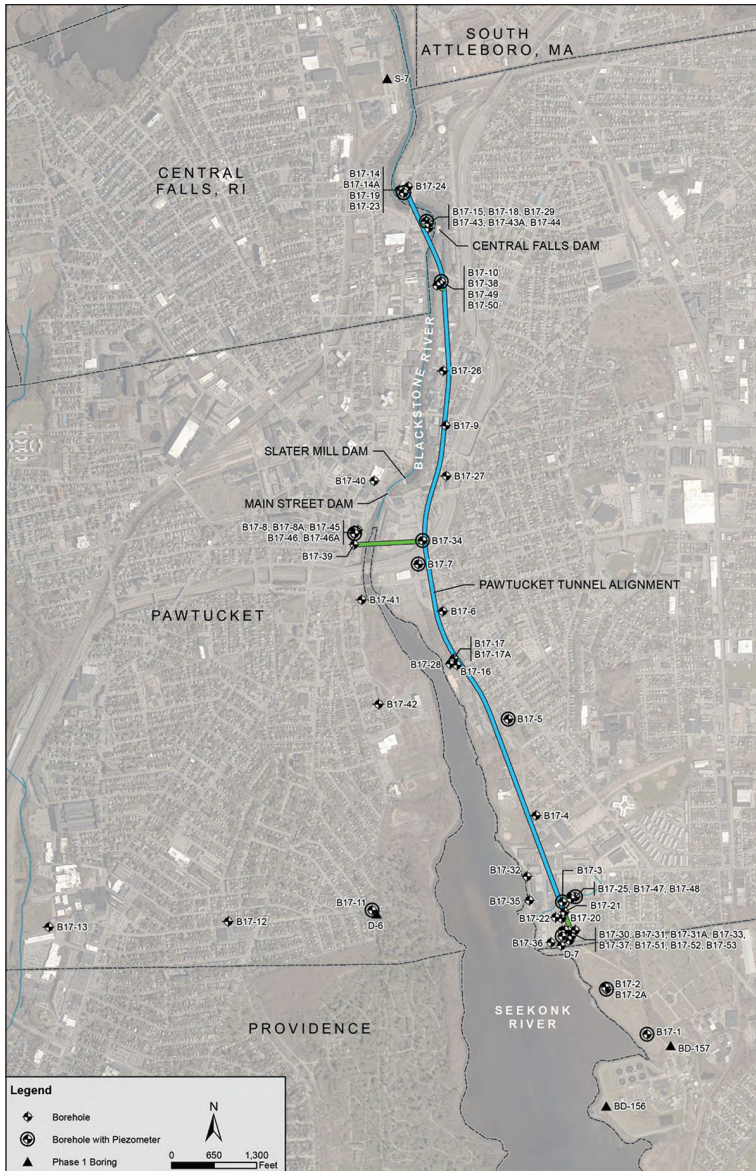 SOUTH
ATTLEBORO, MA
S-7
CENTRAL
FALLS, RI
B17-14
B17-14A
B17-19
B17-23
B17-24
B17-15, B17-18, B17-29
B17-43, B17-43A, B17-44
CENTRAL FALLS DAM
B17-10
B17-38
B17-49
B17-50
BLACKSTONE RIVER
B17-26
B17-9
SLATER MILL DAM
B17-27
B17-40
MAIN STREET DAM
B17-8, B17-8A, B17-45
B17-46, B17-46A
B17-34
B17-39
B17-7
PAWTUCKET TUNNEL ALIGNMENT
B17-41
B17-6
PAWTUCKET
B17-17
B17-17A
B17-28
B17-16
B17-42
B17-5
B17-4
B17-3
B17-32
B17-25, B17-47, B17-48
B17-35
B17-21
B17-11
D-6
B17-22
B17-20
B17-12
B17-13
B17-30, B17-31, B17-31A, B17-33,
B17-37, B17-51, B17-52, B17-53
B17-36
D-7
B17-2
B17-2A
SEEKONK
RIVER
PROVIDENCE
B17-1
BD-157
BD-156
Legend
Borehole
Borehole with Piezometer
Phase 1 Boring
N
0 650 1,300
Feet